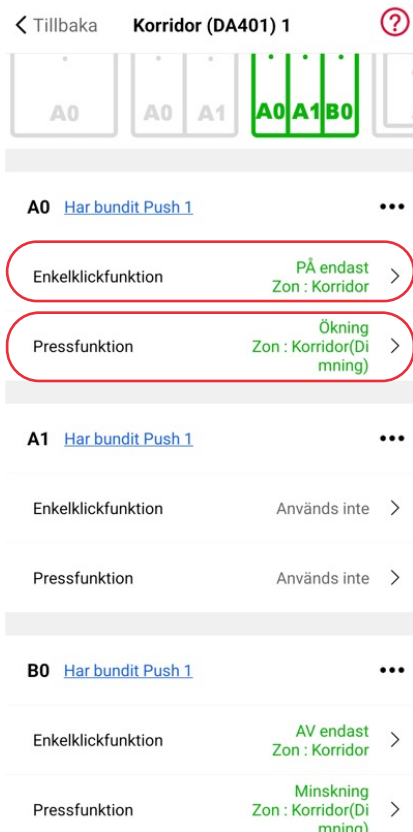 Tillbaka Korridor (DA401) 1 ?
A0 A0 A1 A0 A1 B0
A0 Har bundit Push 1
Enkelklickfunktion PÅ endast
Zon : Korridor
Ökning
Pressfunktion Zon : Korridor(Di
mning)
A1 Har bundit Push 1
Enkelklickfunktion Används inte
Pressfunktion Används inte
B0 Har bundit Push 1
Enkelklickfunktion AV endast
Zon : Korridor
Minskning
Pressfunktion Zon : Korridor(Di
mning)